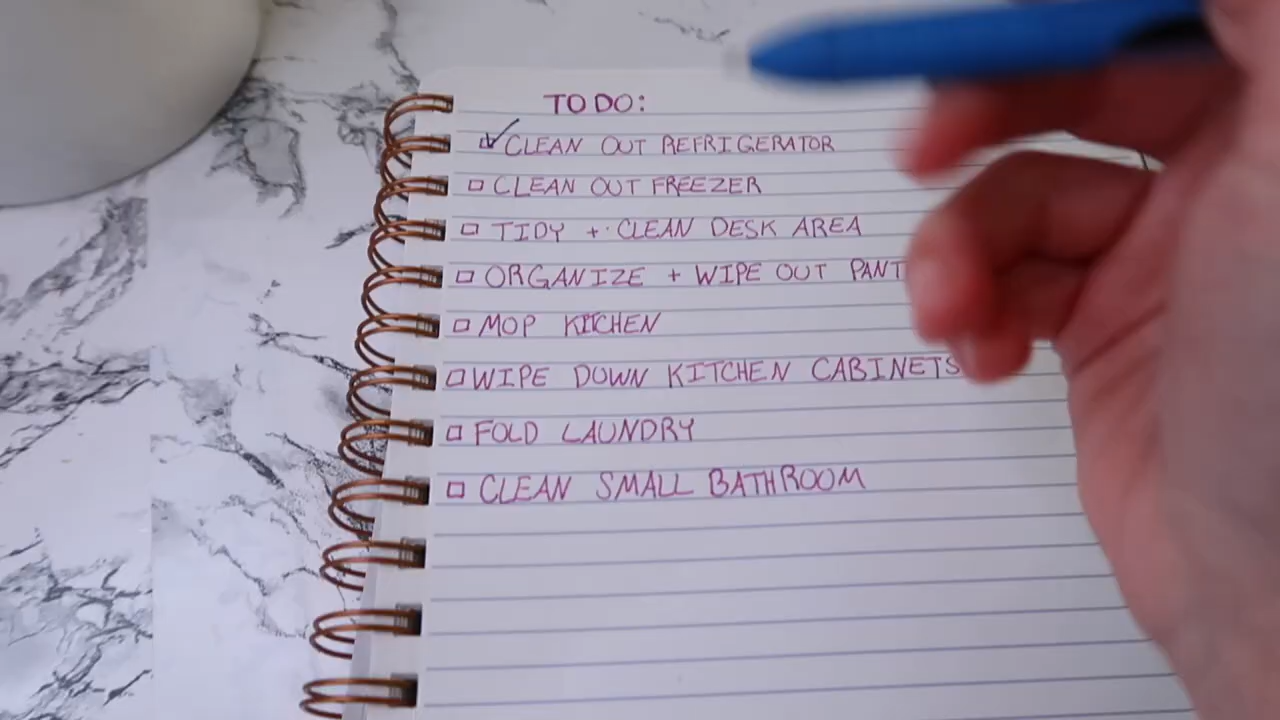 TO DO:
CLEAN OUT REFRIGERATOR
CLEAN OUT FREEZER
TIDY + CLEAN DESK AREA
ORGANIZE + WIPE OUT
MOP KITCHEN
WIPE DOWN KITCHEN CABINETS
FOLD LAUNDRY
CLEAN SMALL BATHROOM